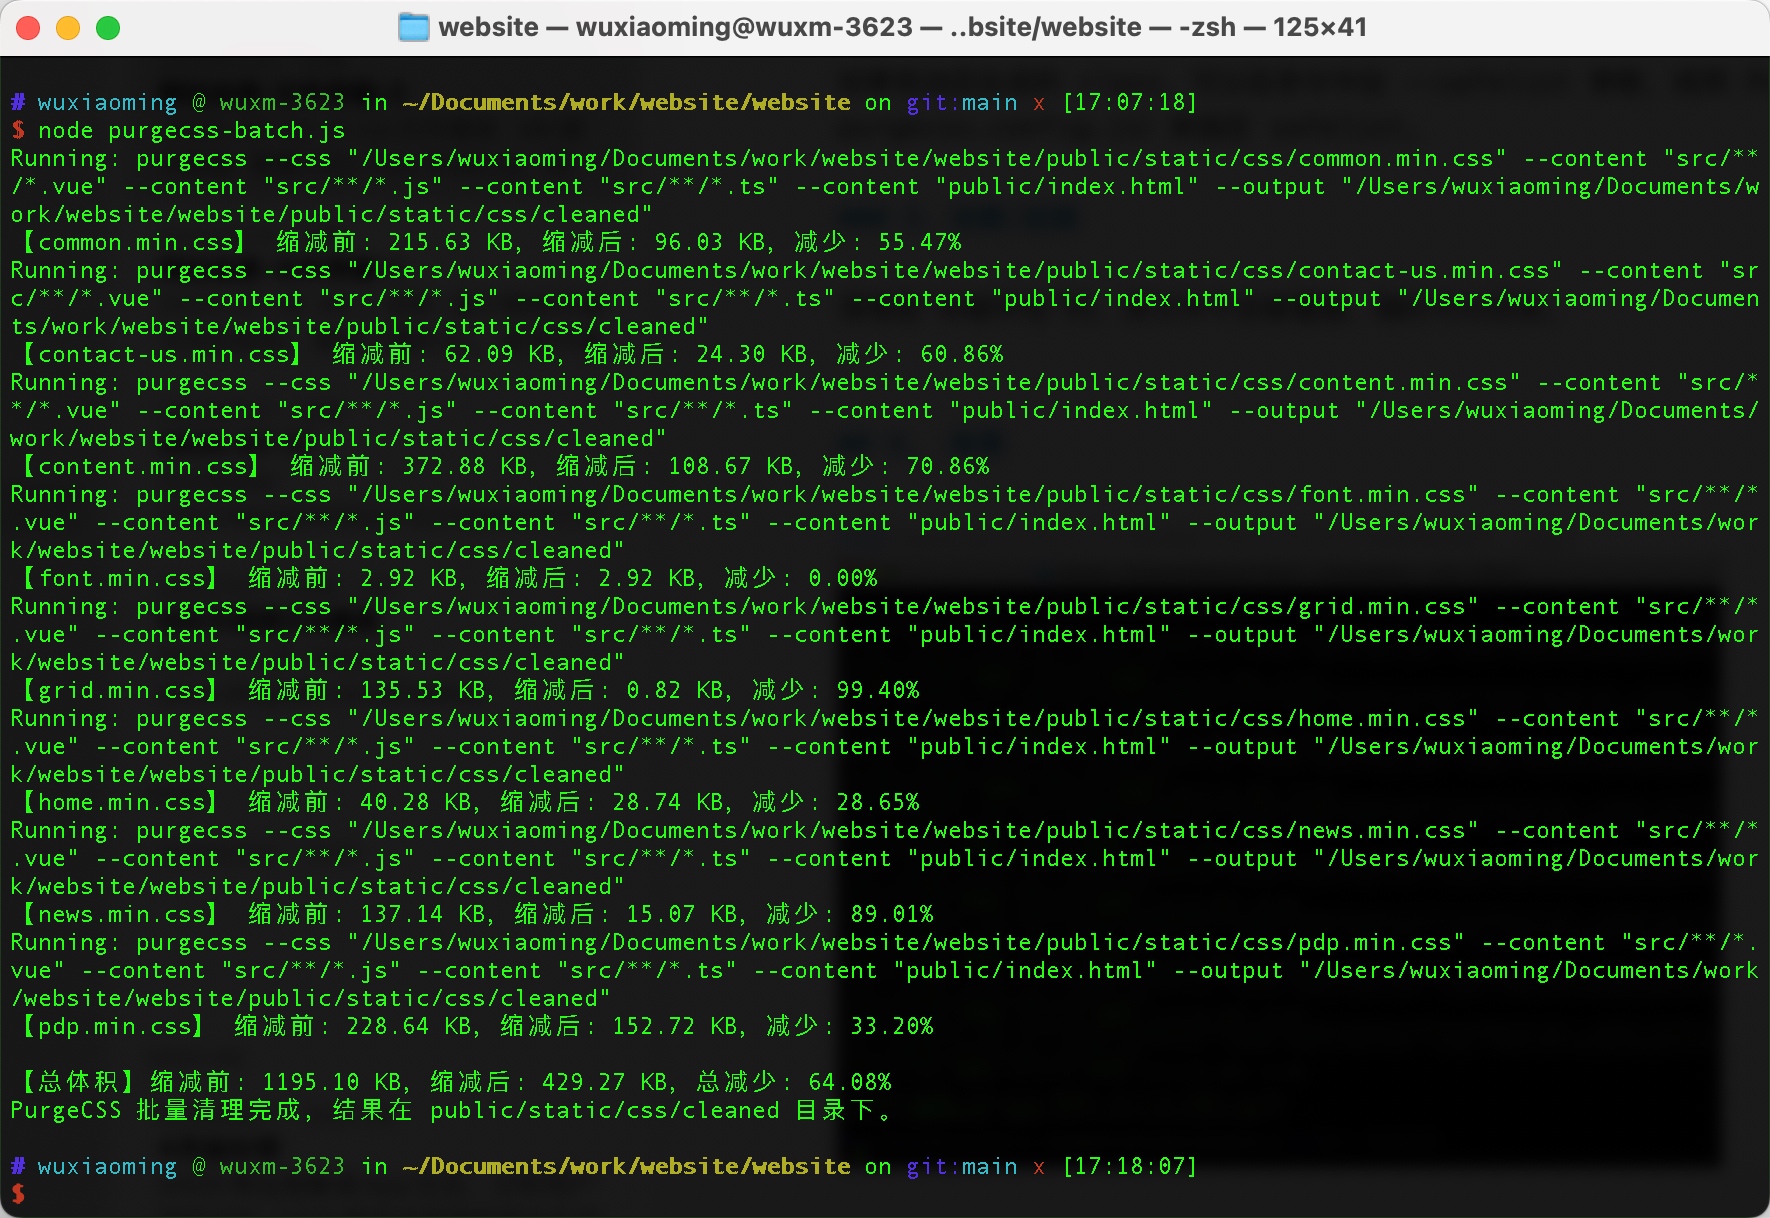 website — wuxiaoming@wuxm-3623 — ..bsite/website — -zsh — 125×41
# wuxiaoming @ wuxm-3623 in ~/Documents/work/website/website on git:main x [17:07:18]
$ node purgecss-batch.js
Running: purgecss --css "/Users/wuxiaoming/Documents/work/website/website/public/static/css/common.min.css" --content "src/**
/*.vue" --content "src/**/*.js" --content "src/**/*.ts" --content "public/index.html" --output "/Users/wuxiaoming/Documents/w
ork/website/website/public/static/css/cleaned"
【common.min.css】 缩减前: 215.63 KB, 缩减后: 96.03 KB, 减少: 55.47%
Running: purgecss --css "/Users/wuxiaoming/Documents/work/website/website/public/static/css/contact-us.min.css" --content "sr
c/**/*.vue" --content "src/**/*.js" --content "src/**/*.ts" --content "public/index.html" --output "/Users/wuxiaoming/Documen
ts/work/website/website/public/static/css/cleaned"
【contact-us.min.css】 缩减前: 62.09 KB, 缩减后: 24.30 KB, 减少: 60.86%
Running: purgecss --css "/Users/wuxiaoming/Documents/work/website/website/public/static/css/content.min.css" --content "src/*
*/*.vue" --content "src/**/*.js" --content "src/**/*.ts" --content "public/index.html" --output "/Users/wuxiaoming/Documents/
work/website/website/public/static/css/cleaned"
【content.min.css】 缩减前: 372.88 KB, 缩减后: 108.67 KB, 减少: 70.86%
Running: purgecss --css "/Users/wuxiaoming/Documents/work/website/website/public/static/css/font.min.css" --content "src/**/*
.vue" --content "src/**/*.js" --content "src/**/*.ts" --content "public/index.html" --output "/Users/wuxiaoming/Documents/wor
k/website/website/public/static/css/cleaned"
【font.min.css】 缩减前: 2.92 KB, 缩减后: 2.92 KB, 减少: 0.00%
Running: purgecss --css "/Users/wuxiaoming/Documents/work/website/website/public/static/css/grid.min.css" --content "src/**/*
.vue" --content "src/**/*.js" --content "src/**/*.ts" --content "public/index.html" --output "/Users/wuxiaoming/Documents/wor
k/website/website/public/static/css/cleaned"
【grid.min.css】 缩减前: 135.53 KB, 缩减后: 0.82 KB, 减少: 99.40%
Running: purgecss --css "/Users/wuxiaoming/Documents/work/website/website/public/static/css/home.min.css" --content "src/**/*
.vue" --content "src/**/*.js" --content "src/**/*.ts" --content "public/index.html" --output "/Users/wuxiaoming/Documents/wor
k/website/website/public/static/css/cleaned"
【home.min.css】 缩减前: 40.28 KB, 缩减后: 28.74 KB, 减少: 28.65%
Running: purgecss --css "/Users/wuxiaoming/Documents/work/website/website/public/static/css/news.min.css" --content "src/**/*
.vue" --content "src/**/*.js" --content "src/**/*.ts" --content "public/index.html" --output "/Users/wuxiaoming/Documents/wor
k/website/website/public/static/css/cleaned"
【news.min.css】 缩减前: 137.14 KB, 缩减后: 15.07 KB, 减少: 89.01%
Running: purgecss --css "/Users/wuxiaoming/Documents/work/website/website/public/static/css/pdp.min.css" --content "src/**/*.
vue" --content "src/**/*.js" --content "src/**/*.ts" --content "public/index.html" --output "/Users/wuxiaoming/Documents/work
/website/website/public/static/css/cleaned"
【pdp.min.css】 缩减前: 228.64 KB, 缩减后: 152.72 KB, 减少: 33.20%
【总体积】缩减前: 1195.10 KB, 缩减后: 429.27 KB, 总减少: 64.08%
PurgeCSS 批量清理完成, 结果在 public/static/css/cleaned 目录下。
# wuxiaoming @ wuxm-3623 in ~/Documents/work/website/website on git:main x [17:18:07]
$